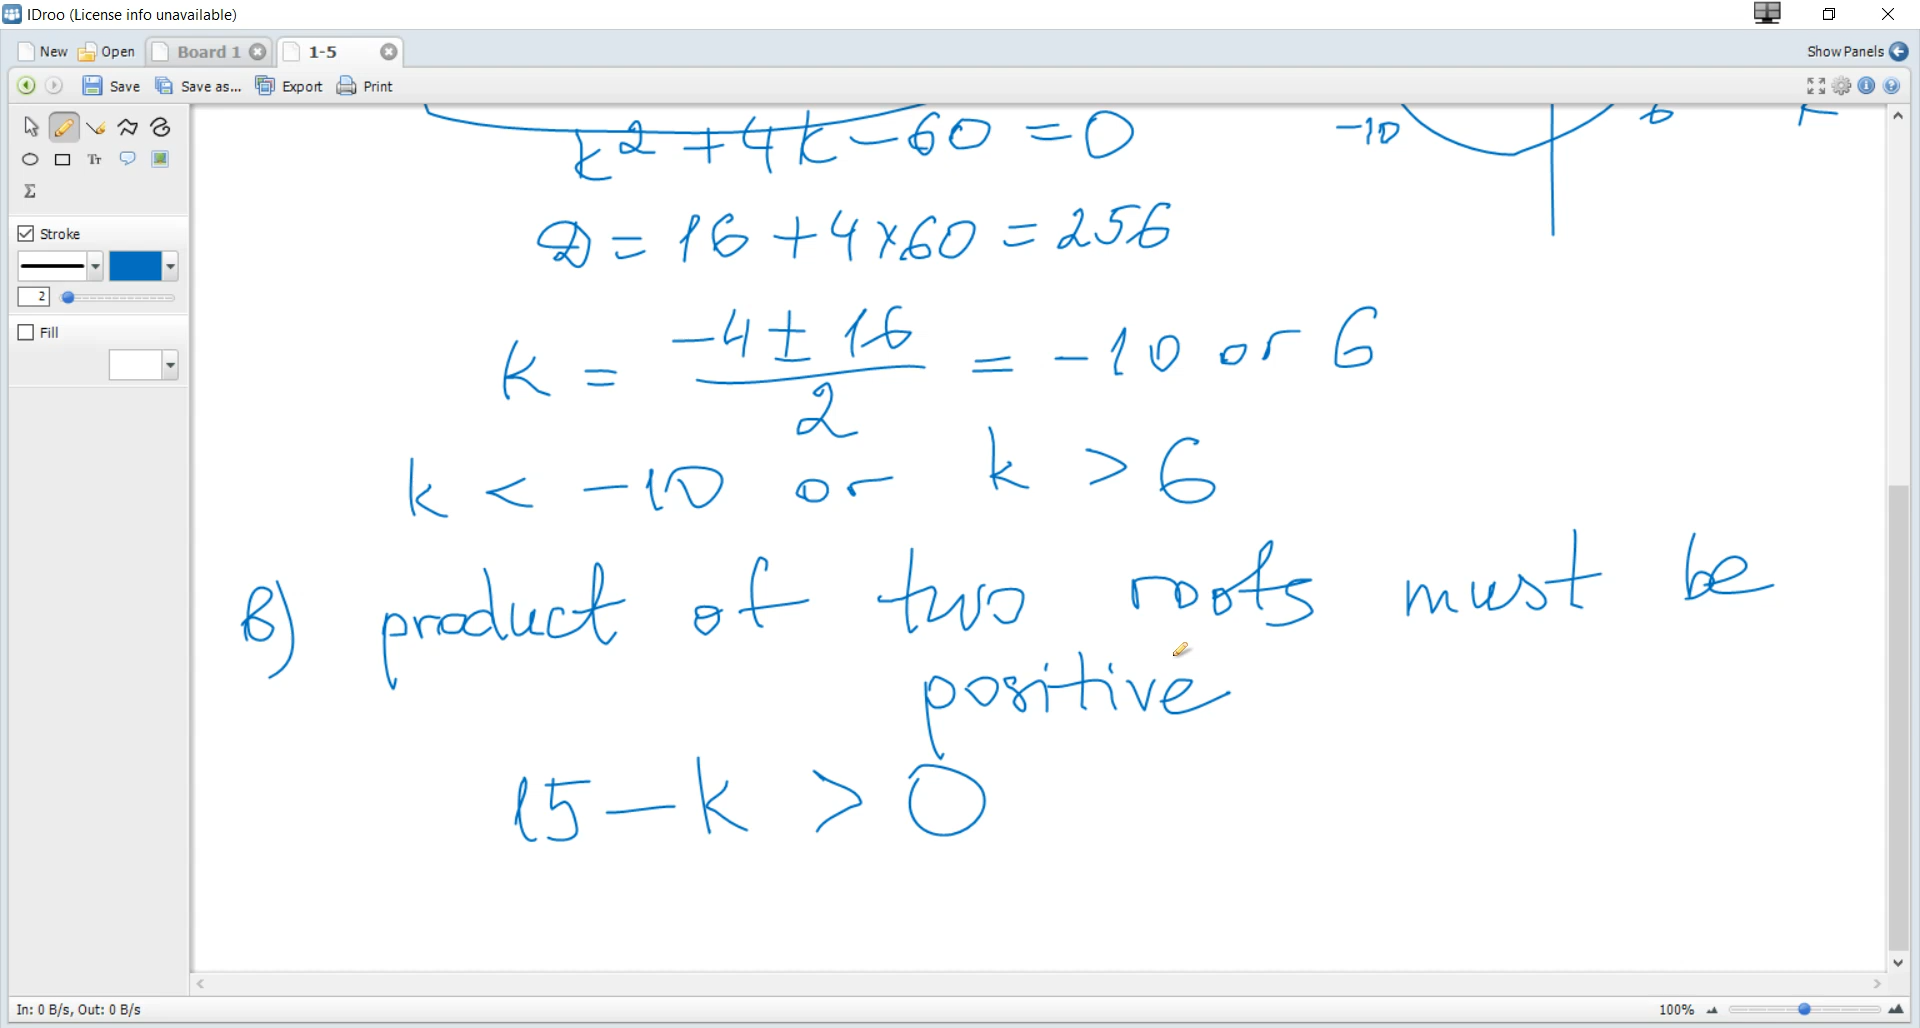 IDroo (License info unavailable)
New Open Board 1 1-5 Show Panels
Save Save as... Export Print
k² + 4k - 60 = 0
-10 6 k
D = 16 + 4×60 = 256
Tt
Σ
Stroke
2
Fill
k = (-4 ± 16)/2 = -10 or 6
k < -10 or k > 6
B) product of two roots must be
positive
15 - k > 0
In: 0 B/s, Out: 0 B/s 100%